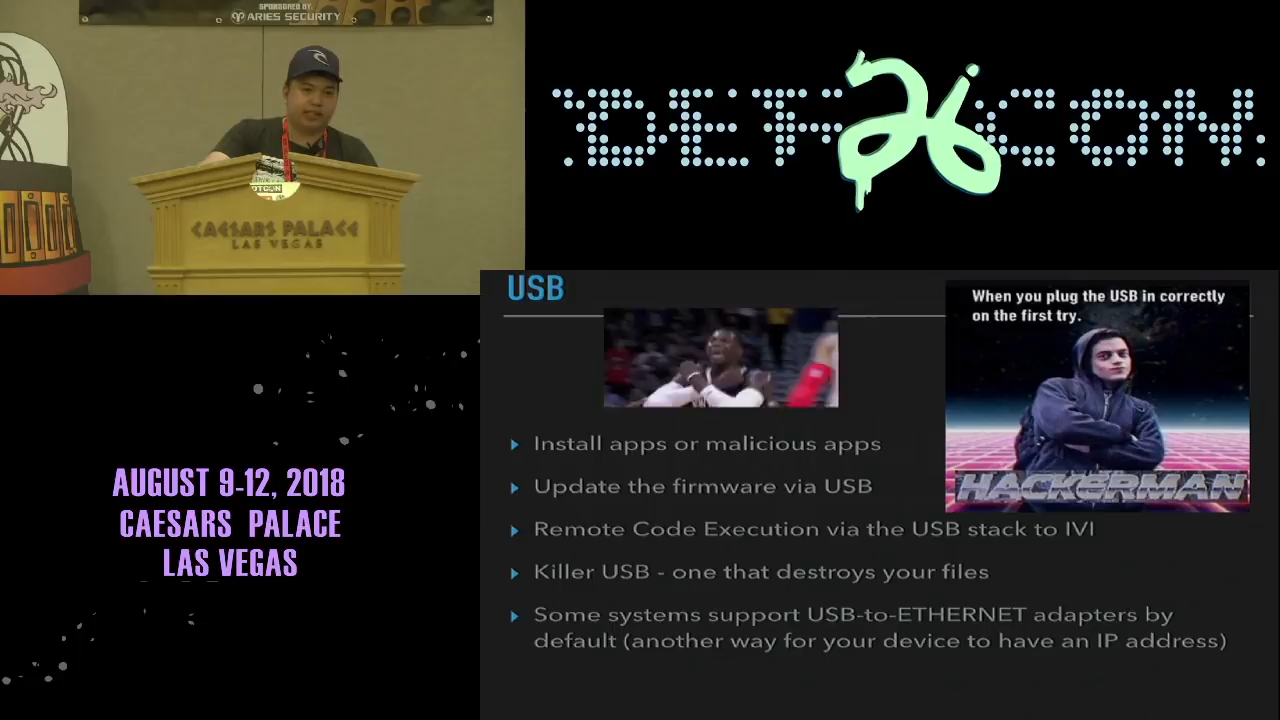 SPONSORED BY:
ARIES SECURITY
OTCON
CAESARS PALACE
LAS VEGAS
DEF 26 CON
AUGUST 9-12, 2018
CAESARS PALACE
LAS VEGAS
USB
When you plug the USB in correctly
on the first try.
HACKERMAN
Install apps or malicious apps
Update the firmware via USB
Remote Code Execution via the USB stack to IVI
Killer USB - one that destroys your files
Some systems support USB-to-ETHERNET adapters by
default (another way for your device to have an IP address)